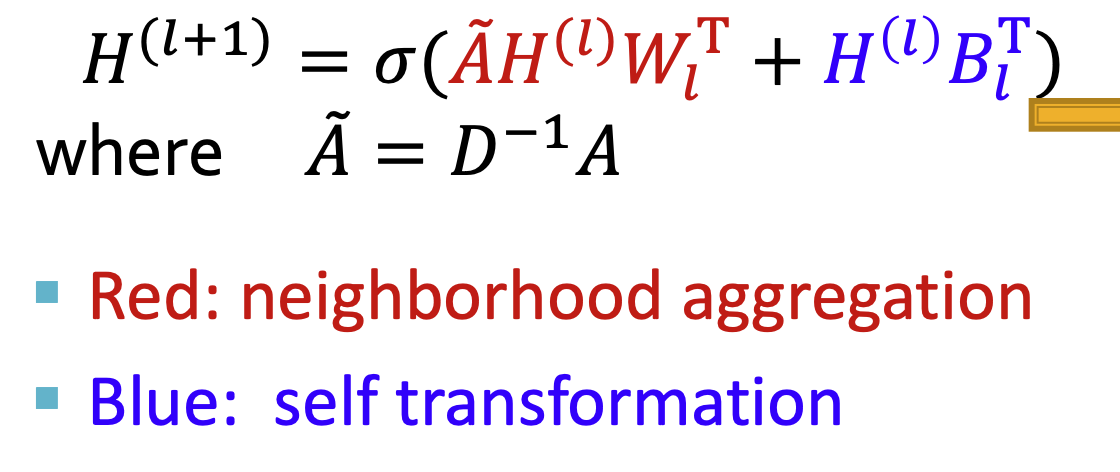 H^{(l+1)} = σ(ÃH^{(l)}W_l^T + H^{(l)}B_l^T)
where Ã = D^{-1}A
▪ Red: neighborhood aggregation
▪ Blue: self transformation